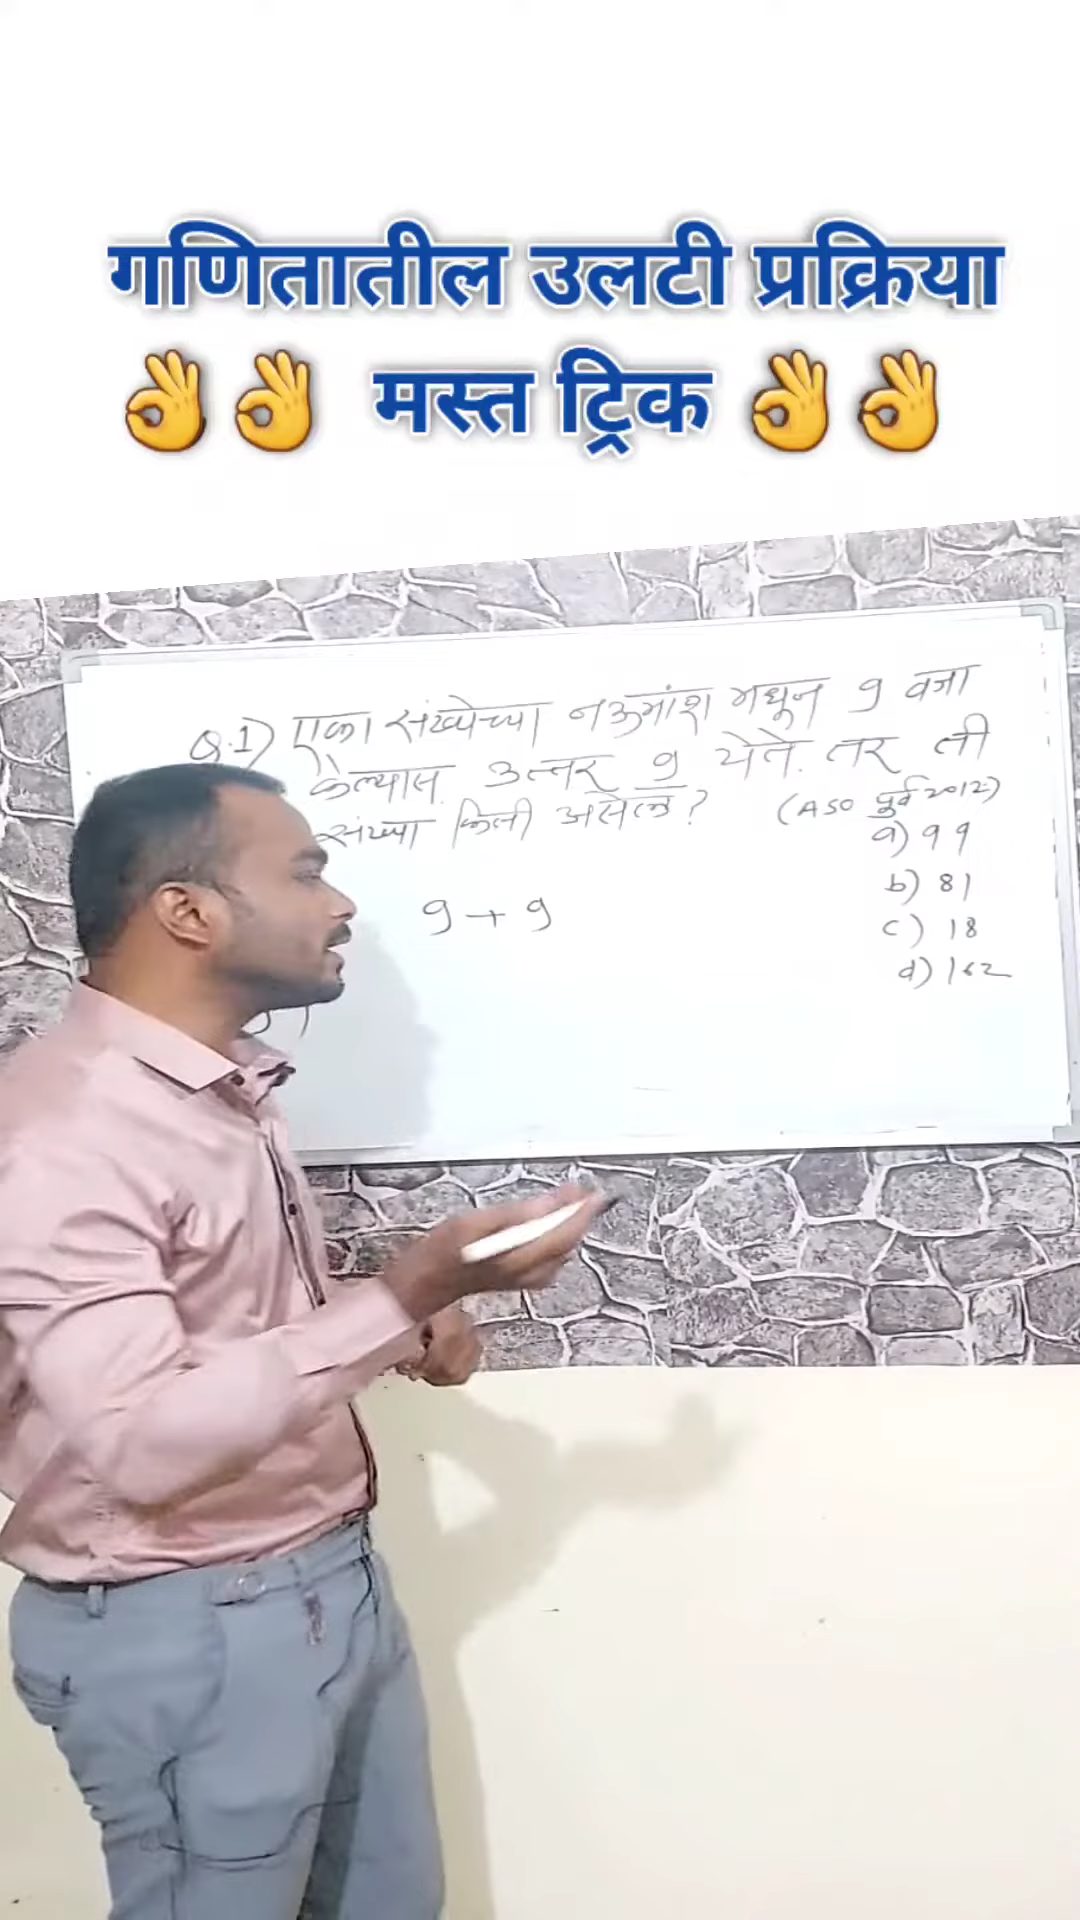 गणितातील उलटी प्रक्रिया
👌👌 मस्त ट्रिक 👌👌
Q.1) एका संख्येच्या नऊमांश मधून 9 वजा
केल्यास उत्तर 9 येते. तर ती
संख्या किती असेल? (ASO पूर्व 2012)
a) 99
b) 81
c) 18
d) 162
9 + 9